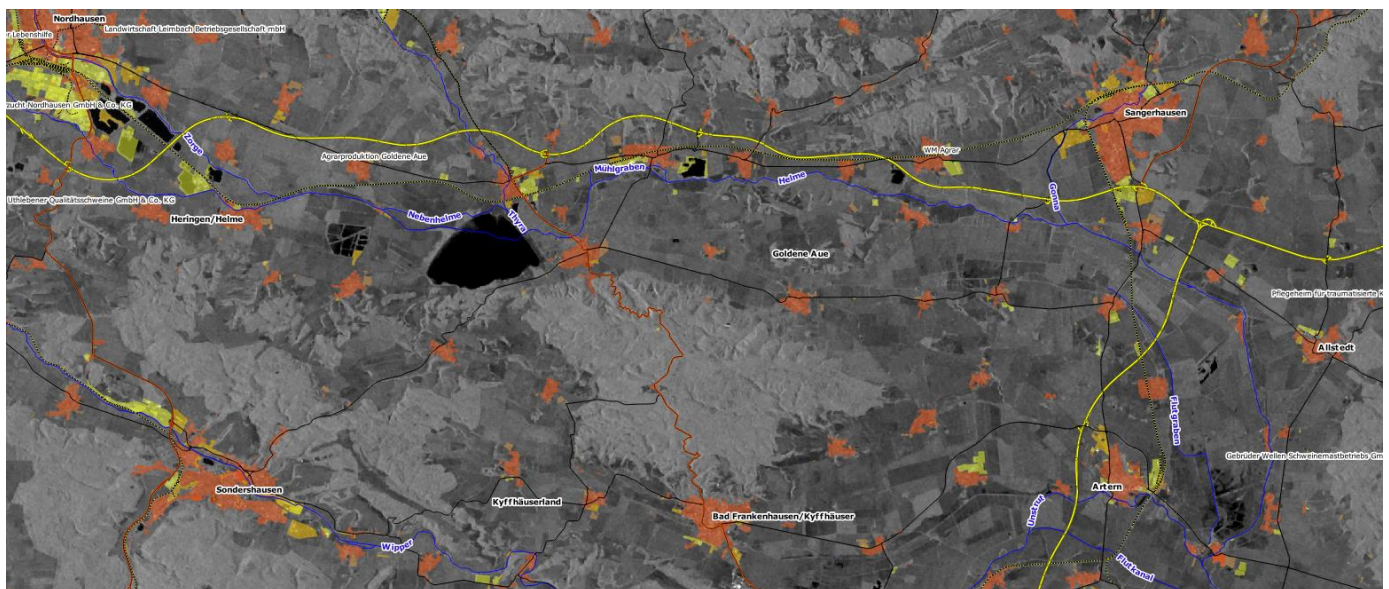 Nordhausen
Landwirtschaft Leimbach Betriebsgesellschaft mbH
er Lebenshilfe
zucht Nordhausen GmbH & Co. KG
Sangerhausen
Zorge
Agrarproduktion Goldene Aue
Mühlgraben
WM Agrar
Helme
Gonna
Uthlebener Qualitätsschweine GmbH & Co. KG
Heringen/Helme
Nebenhelme
Thyra
Goldene Aue
Pflegeheim für traumatisierte K
Allstedt
Flutgraben
Gebrüder Wellen Schweinemastbetriebs Gm
Sondershausen
Kyffhäuserland
Artern
Bad Frankenhausen/Kyffhäuser
Unstrut
Wipper
Flutkanal